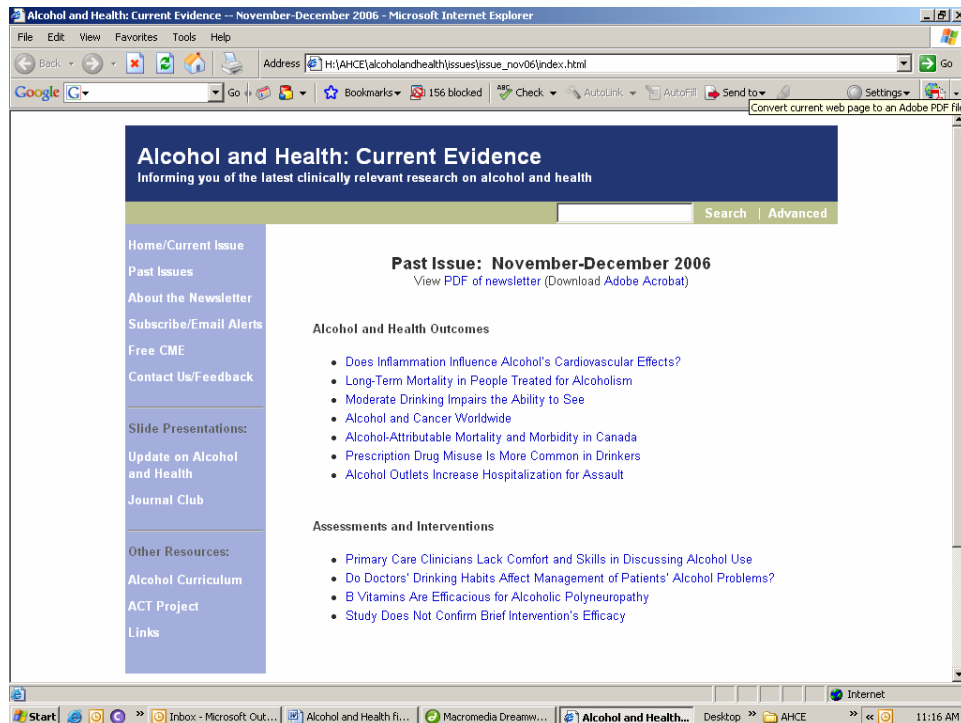 Alcohol and Health: Current Evidence -- November-December 2006 - Microsoft Internet Explorer
File Edit View Favorites Tools Help
Back Address H:\AHCE\alcoholandhealth\issues\issue_nov06\index.html Go
Google G Go Bookmarks 156 blocked ABC Check AutoLink AutoFill Send to Settings
Convert current web page to an Adobe PDF file
Alcohol and Health: Current Evidence
Informing you of the latest clinically relevant research on alcohol and health
Search | Advanced
Home/Current Issue
Past Issues
About the Newsletter
Subscribe/Email Alerts
Free CME
Contact Us/Feedback
Slide Presentations:
Update on Alcohol
and Health
Journal Club
Other Resources:
Alcohol Curriculum
ACT Project
Links
Past Issue: November-December 2006
View PDF of newsletter (Download Adobe Acrobat)
Alcohol and Health Outcomes
• Does Inflammation Influence Alcohol's Cardiovascular Effects?
• Long-Term Mortality in People Treated for Alcoholism
• Moderate Drinking Impairs the Ability to See
• Alcohol and Cancer Worldwide
• Alcohol-Attributable Mortality and Morbidity in Canada
• Prescription Drug Misuse Is More Common in Drinkers
• Alcohol Outlets Increase Hospitalization for Assault
Assessments and Interventions
• Primary Care Clinicians Lack Comfort and Skills in Discussing Alcohol Use
• Do Doctors' Drinking Habits Affect Management of Patients' Alcohol Problems?
• B Vitamins Are Efficacious for Alcoholic Polyneuropathy
• Study Does Not Confirm Brief Intervention's Efficacy
Internet
Start » Inbox - Microsoft Out... Alcohol and Health fi... Macromedia Dreamw... Alcohol and Health... Desktop » AHCE » « 11:16 AM